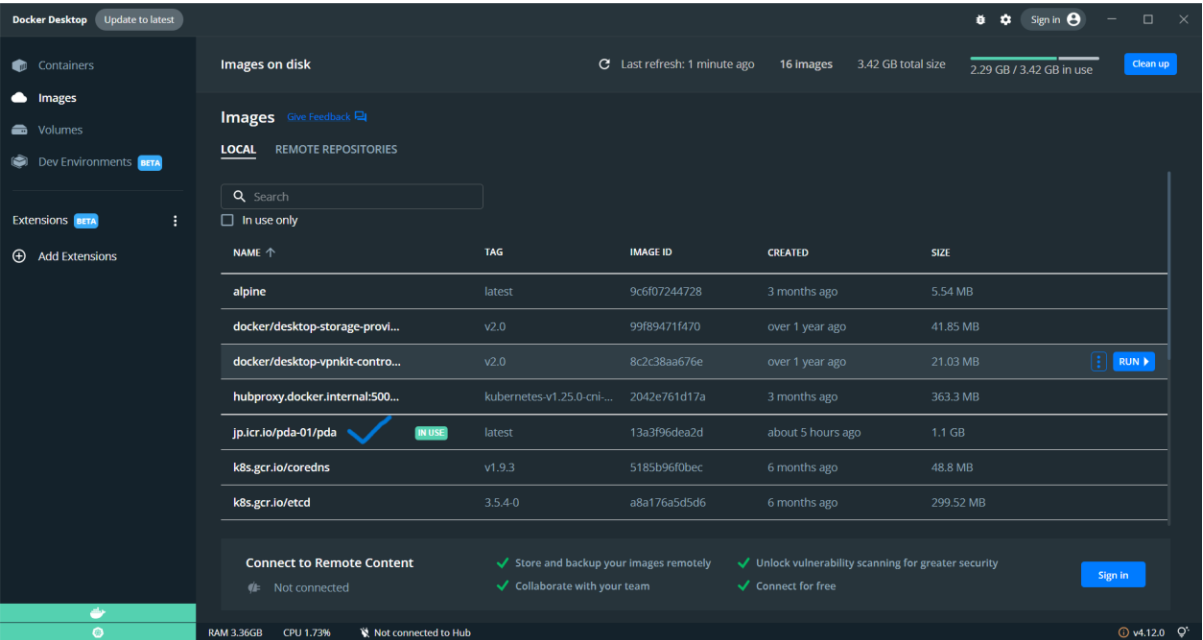 Docker Desktop Update to latest Sign in
Containers
Images
Volumes
Dev Environments BETA
Extensions BETA
Add Extensions
Images on disk Last refresh: 1 minute ago 16 images 3.42 GB total size 2.29 GB / 3.42 GB in use Clean up
Images Give Feedback
LOCAL REMOTE REPOSITORIES
Search
In use only
NAME TAG IMAGE ID CREATED SIZE
alpine latest 9c6f07244728 3 months ago 5.54 MB
docker/desktop-storage-provi... v2.0 99f89471f470 over 1 year ago 41.85 MB
docker/desktop-vpnkit-contro... v2.0 8c2c38aa676e over 1 year ago 21.03 MB RUN
hubproxy.docker.internal:500... kubernetes-v1.25.0-cni-... 2042e761d17a 3 months ago 363.3 MB
jp.icr.io/pda-01/pda IN USE latest 13a3f96dea2d about 5 hours ago 1.1 GB
k8s.gcr.io/coredns v1.9.3 5185b96f0bec 6 months ago 48.8 MB
k8s.gcr.io/etcd 3.5.4-0 a8a176a5d5d6 6 months ago 299.52 MB
Connect to Remote Content
Not connected
Store and backup your images remotely
Unlock vulnerability scanning for greater security
Collaborate with your team
Connect for free
Sign in
RAM 3.36GB CPU 1.73% Not connected to Hub v4.12.0